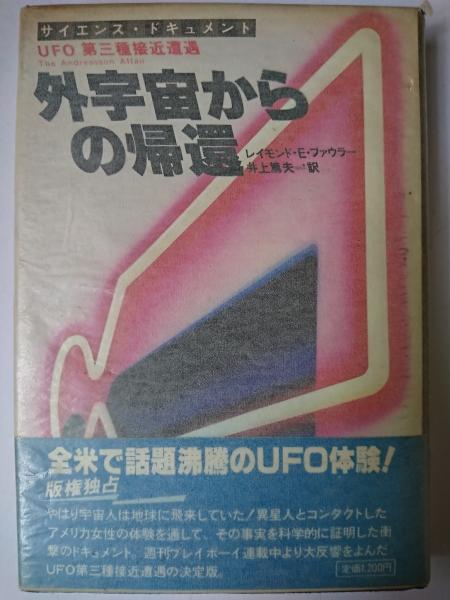 サイエンス・ドキュメント
UFO 第三種接近遭遇
The Andreasson Affair
外宇宙から
の帰還
レイモンド・E・ファウラー
井上篤夫=訳
全米で話題沸騰のUFO体験!
版権独占
やはり宇宙人は地球に飛来していた!異星人とコンタクトした
アメリカ女性の体験を通して、その事実を科学的に証明した衝
撃のドキュメント。週刊プレイボーイ連載中より大反響をよんだ
UFO第三種接近遭遇の決定版。
定価1,200円